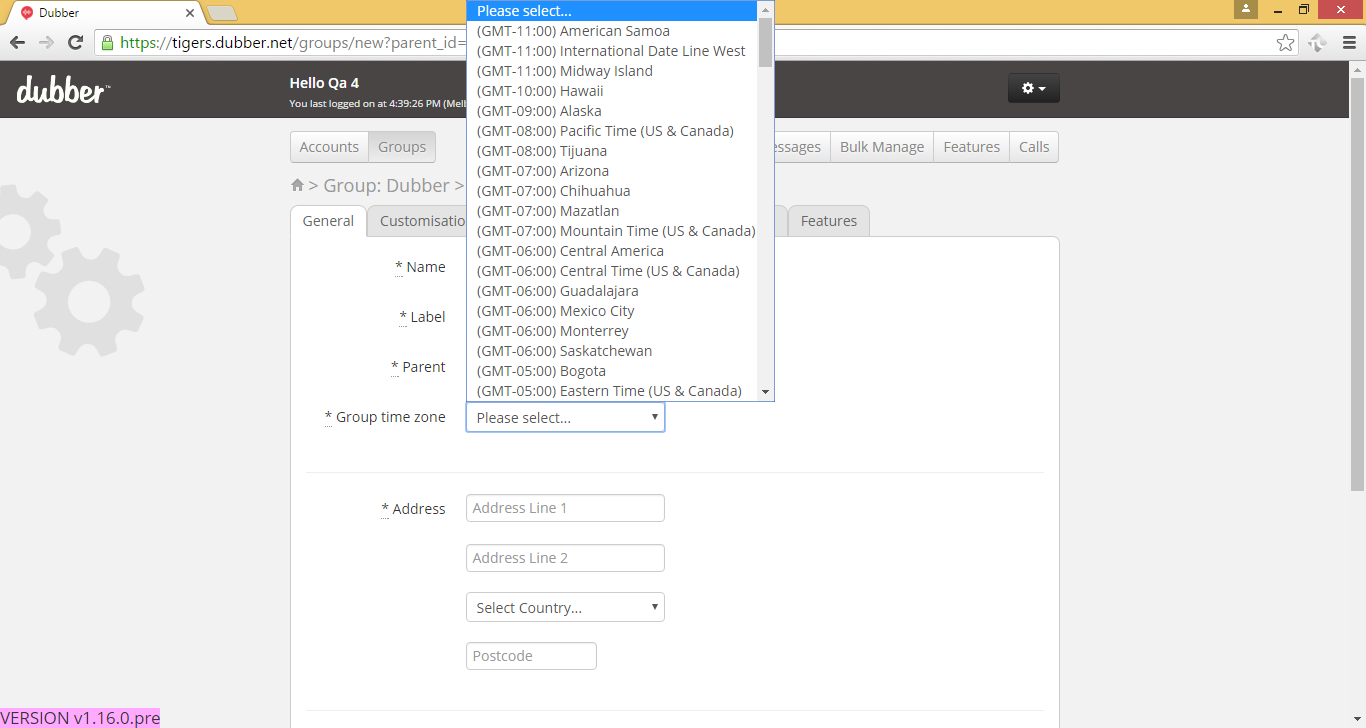 Dubber
https://tigers.dubber.net/groups/new?parent_id=
dubber™
Hello Qa 4
You last logged on at 4:39:26 PM
Accounts
Groups
Bulk Manage
Features
Calls
> Group: Dubber >
General
Features
* Name
* Label
* Parent
* Group time zone
Please select...
Please select...
(GMT-11:00) American Samoa
(GMT-11:00) International Date Line West
(GMT-11:00) Midway Island
(GMT-10:00) Hawaii
(GMT-09:00) Alaska
(GMT-08:00) Pacific Time (US & Canada)
(GMT-08:00) Tijuana
(GMT-07:00) Arizona
(GMT-07:00) Chihuahua
(GMT-07:00) Mazatlan
(GMT-07:00) Mountain Time (US & Canada)
(GMT-06:00) Central America
(GMT-06:00) Central Time (US & Canada)
(GMT-06:00) Guadalajara
(GMT-06:00) Mexico City
(GMT-06:00) Monterrey
(GMT-06:00) Saskatchewan
(GMT-05:00) Bogota
(GMT-05:00) Eastern Time (US & Canada)
* Address
Address Line 1
Address Line 2
Select Country...
Postcode
VERSION v1.16.0.pre